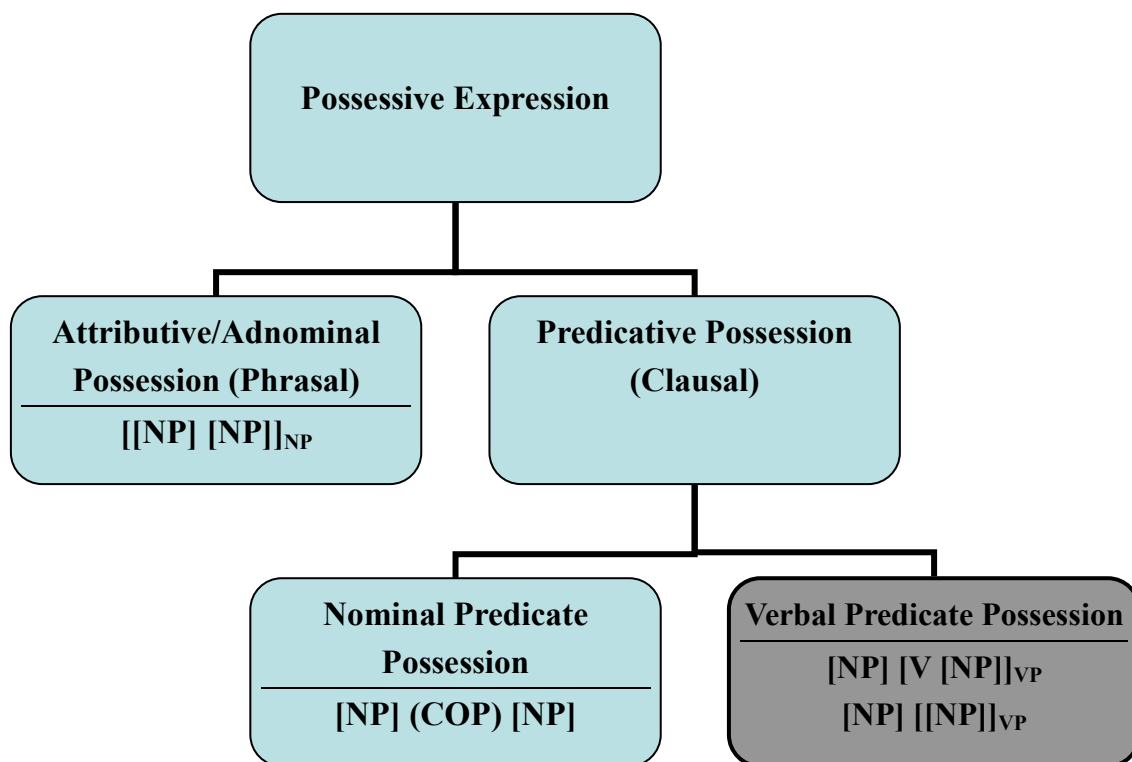 Possessive Expression
Attributive/Adnominal
Possession (Phrasal)
[[NP] [NP]]NP
Predicative Possession
(Clausal)
Nominal Predicate
Possession
[NP] (COP) [NP]
Verbal Predicate Possession
[NP] [V [NP]]VP
[NP] [[NP]]VP